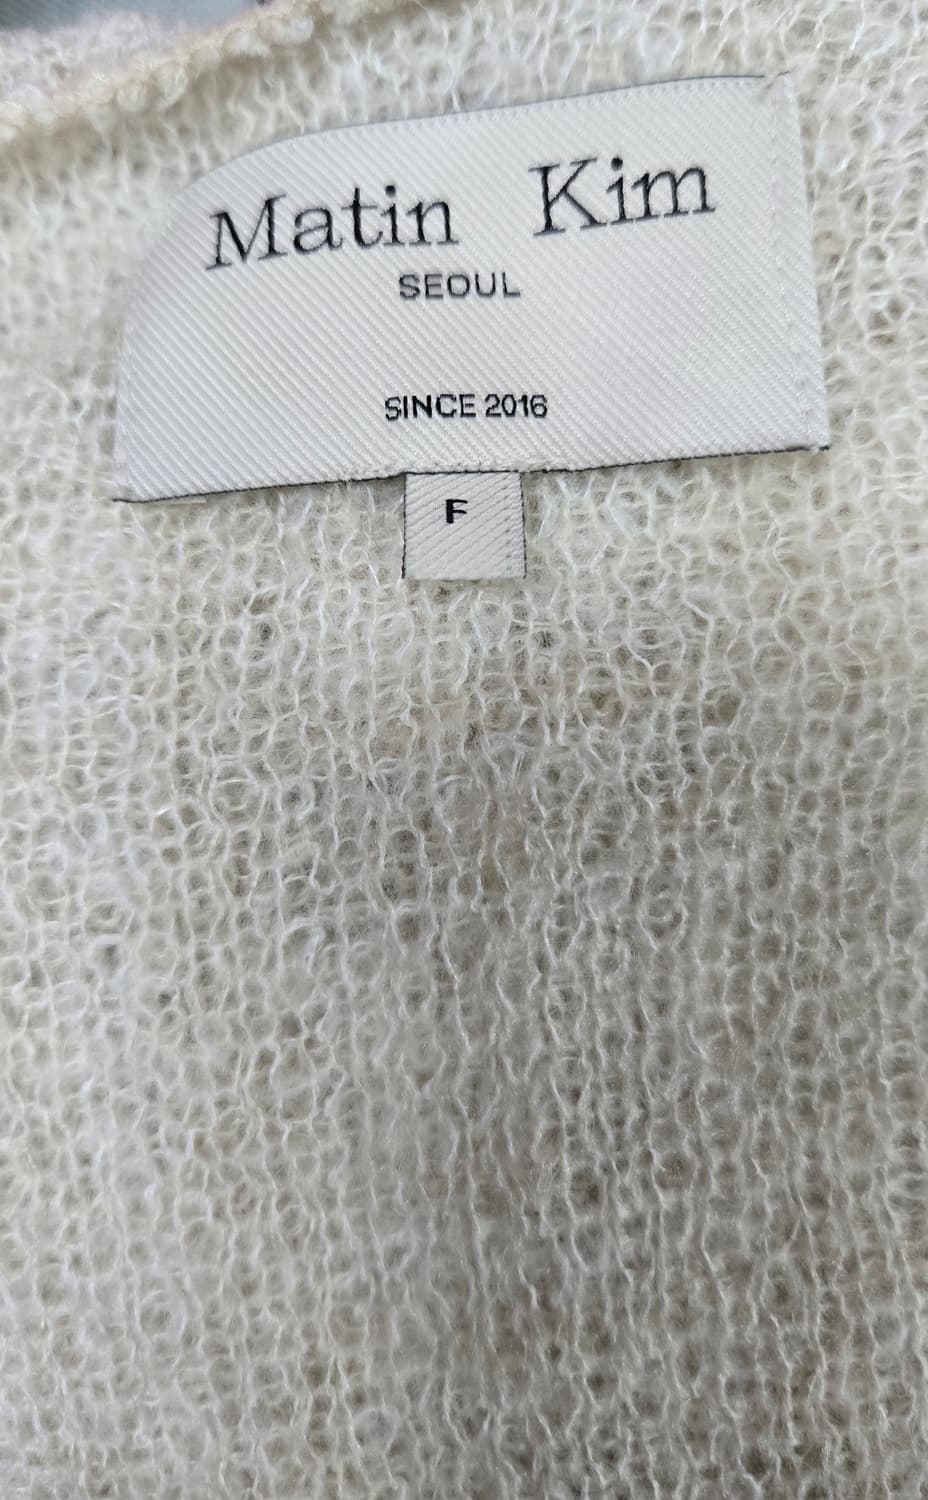 Matin Kim
SEOUL
SINCE 2016
F